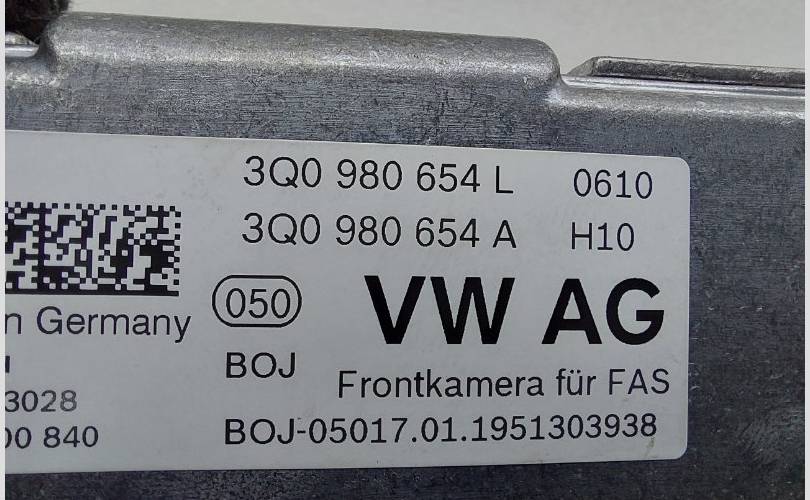 3Q0 980 654 L 0610
3Q0 980 654 A H10
050 VW AG
n Germany
BOJ
Frontkamera für FAS
3028
00 840
BOJ-05017.01.1951303938